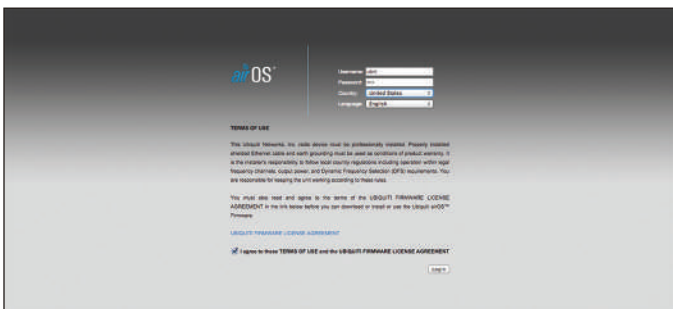 airOS
Username: ubnt
Password:
Country: United States
Language: English
TERMS OF USE
This Ubiquiti Networks, Inc. radio device must be professionally installed. Properly installed
shielded Ethernet cable and earth grounding must be used as conditions of product warranty. It
is the installer's responsibility to follow local country regulations including operation within legal
frequency channels, output power, and Dynamic Frequency Selection (DFS) requirements. You
are responsible for keeping the unit working according to these rules.
You must also read and agree to the terms of the UBIQUITI FIRMWARE LICENSE
AGREEMENT in the link below before you can download or install or use the Ubiquiti airOS™
Firmware.
UBIQUITI FIRMWARE LICENSE AGREEMENT
I agree to these TERMS OF USE and the UBIQUITI FIRMWARE LICENSE AGREEMENT
Login